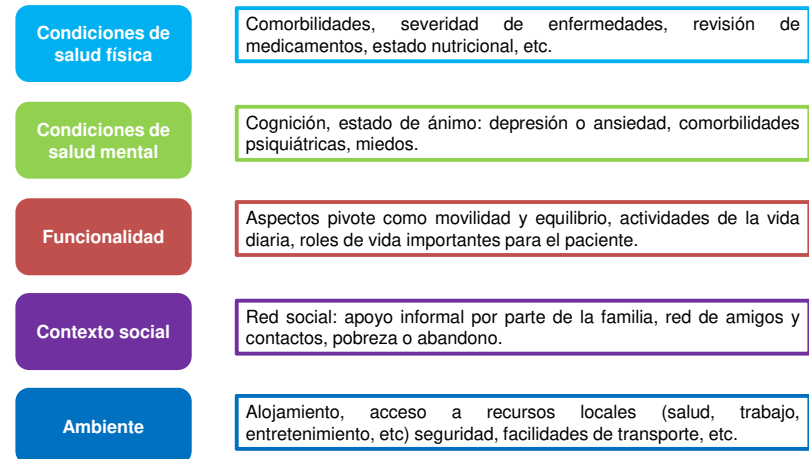 Condiciones de
salud física
Comorbilidades, severidad de enfermedades, revisión de
medicamentos, estado nutricional, etc.
Condiciones de
salud mental
Cognición, estado de ánimo: depresión o ansiedad, comorbilidades
psiquiátricas, miedos.
Funcionalidad
Aspectos pivote como movilidad y equilibrio, actividades de la vida
diaria, roles de vida importantes para el paciente.
Contexto social
Red social: apoyo informal por parte de la familia, red de amigos y
contactos, pobreza o abandono.
Ambiente
Alojamiento, acceso a recursos locales (salud, trabajo,
entretenimiento, etc) seguridad, facilidades de transporte, etc.